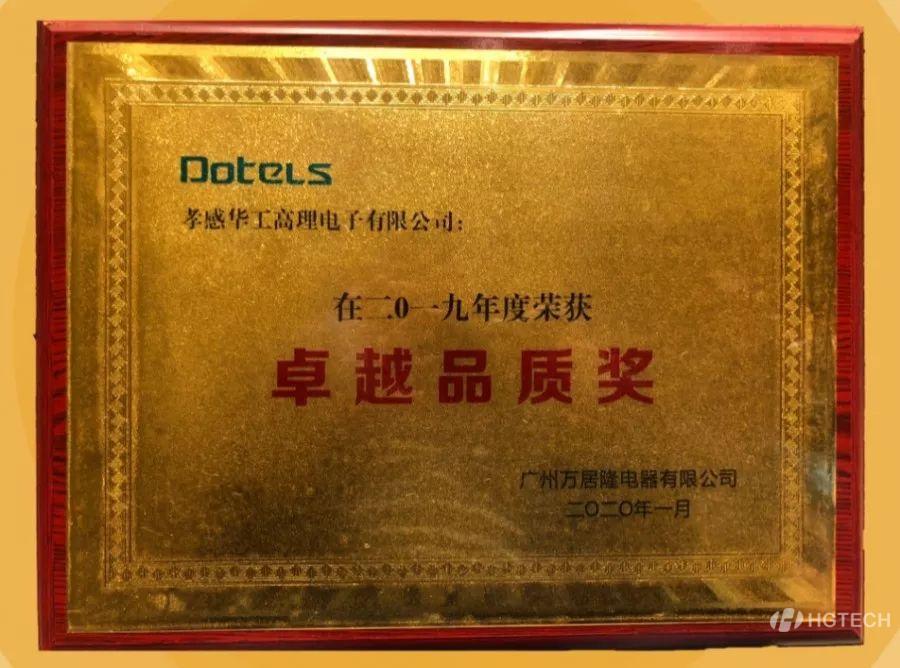 Dotels
孝感华工高理电子有限公司:
在二0一九年度荣获
卓越品质奖
广州万居隆电器有限公司
二〇二〇年一月
HGTECH